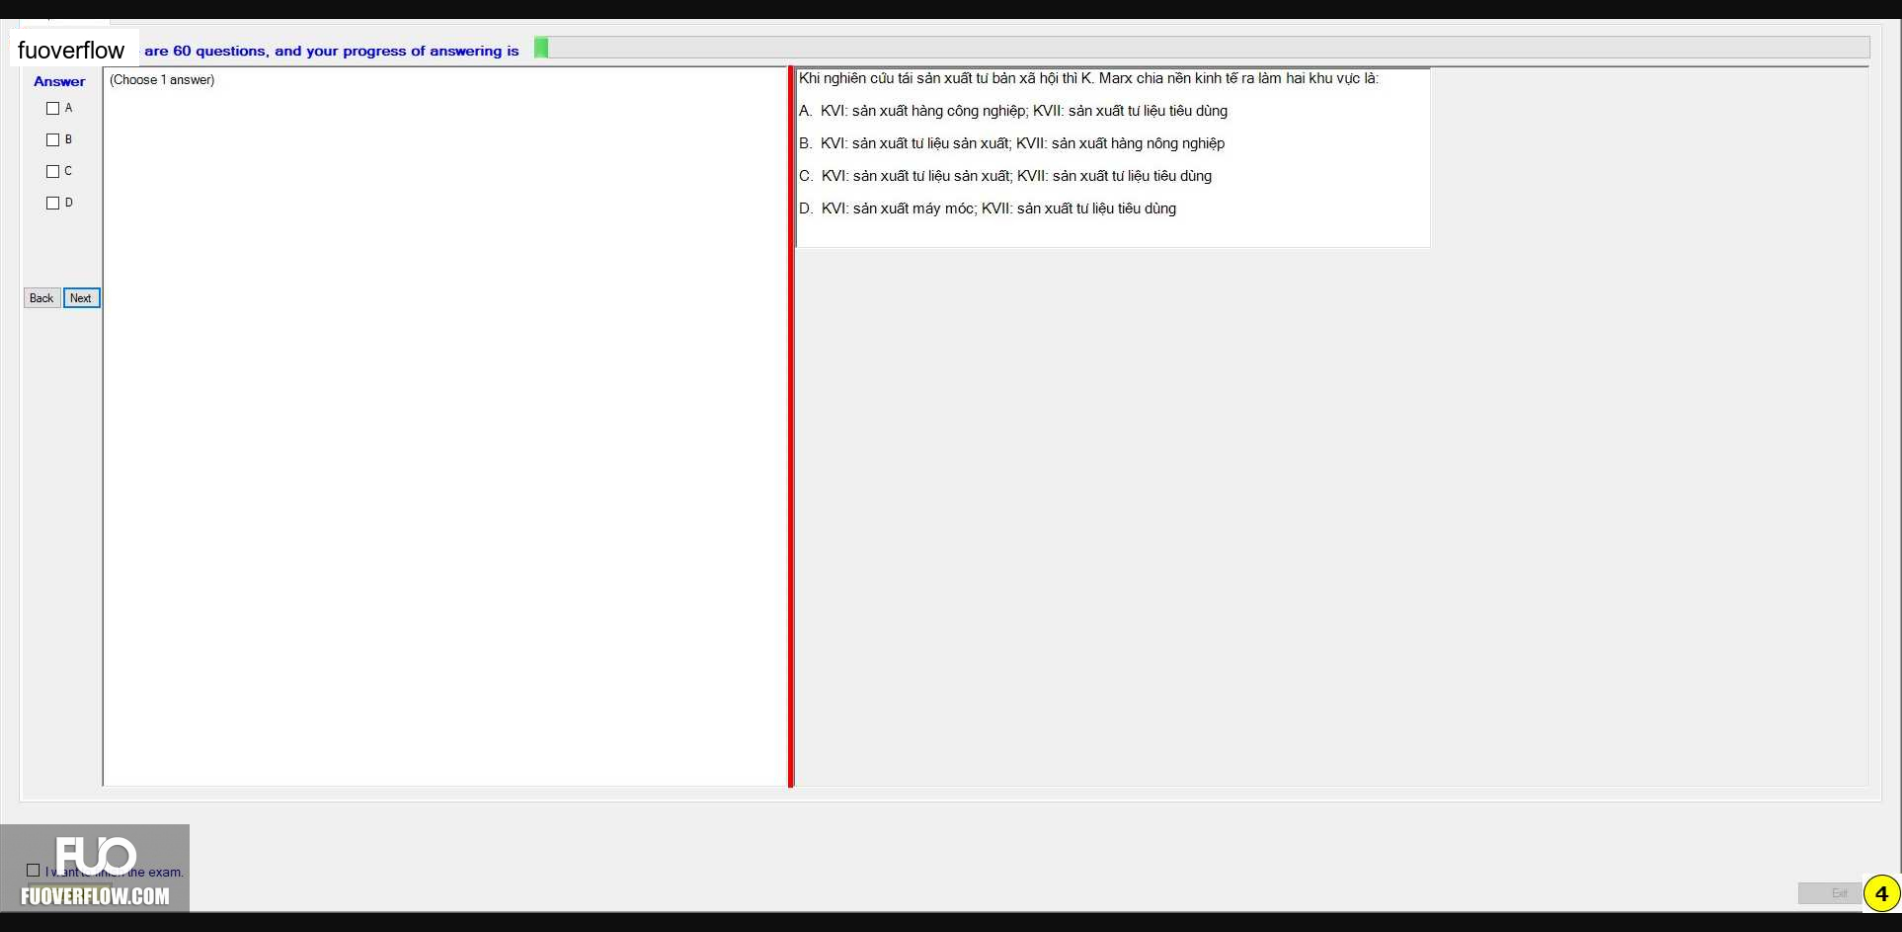 fuoverflow are 60 questions, and your progress of answering is
Answer
(Choose 1 answer)
A
B
C
D
Back Next
Khi nghiên cứu tái sản xuất tư bản xã hội thì K. Marx chia nền kinh tế ra làm hai khu vực là:
A. KVI: sản xuất hàng công nghiệp; KVII: sản xuất tư liệu tiêu dùng
B. KVI: sản xuất tư liệu sản xuất; KVII: sản xuất hàng nông nghiệp
C. KVI: sản xuất tư liệu sản xuất; KVII: sản xuất tư liệu tiêu dùng
D. KVI: sản xuất máy móc; KVII: sản xuất tư liệu tiêu dùng
FUO
I want to finish the exam.
FUOVERFLOW.COM
Exit
4